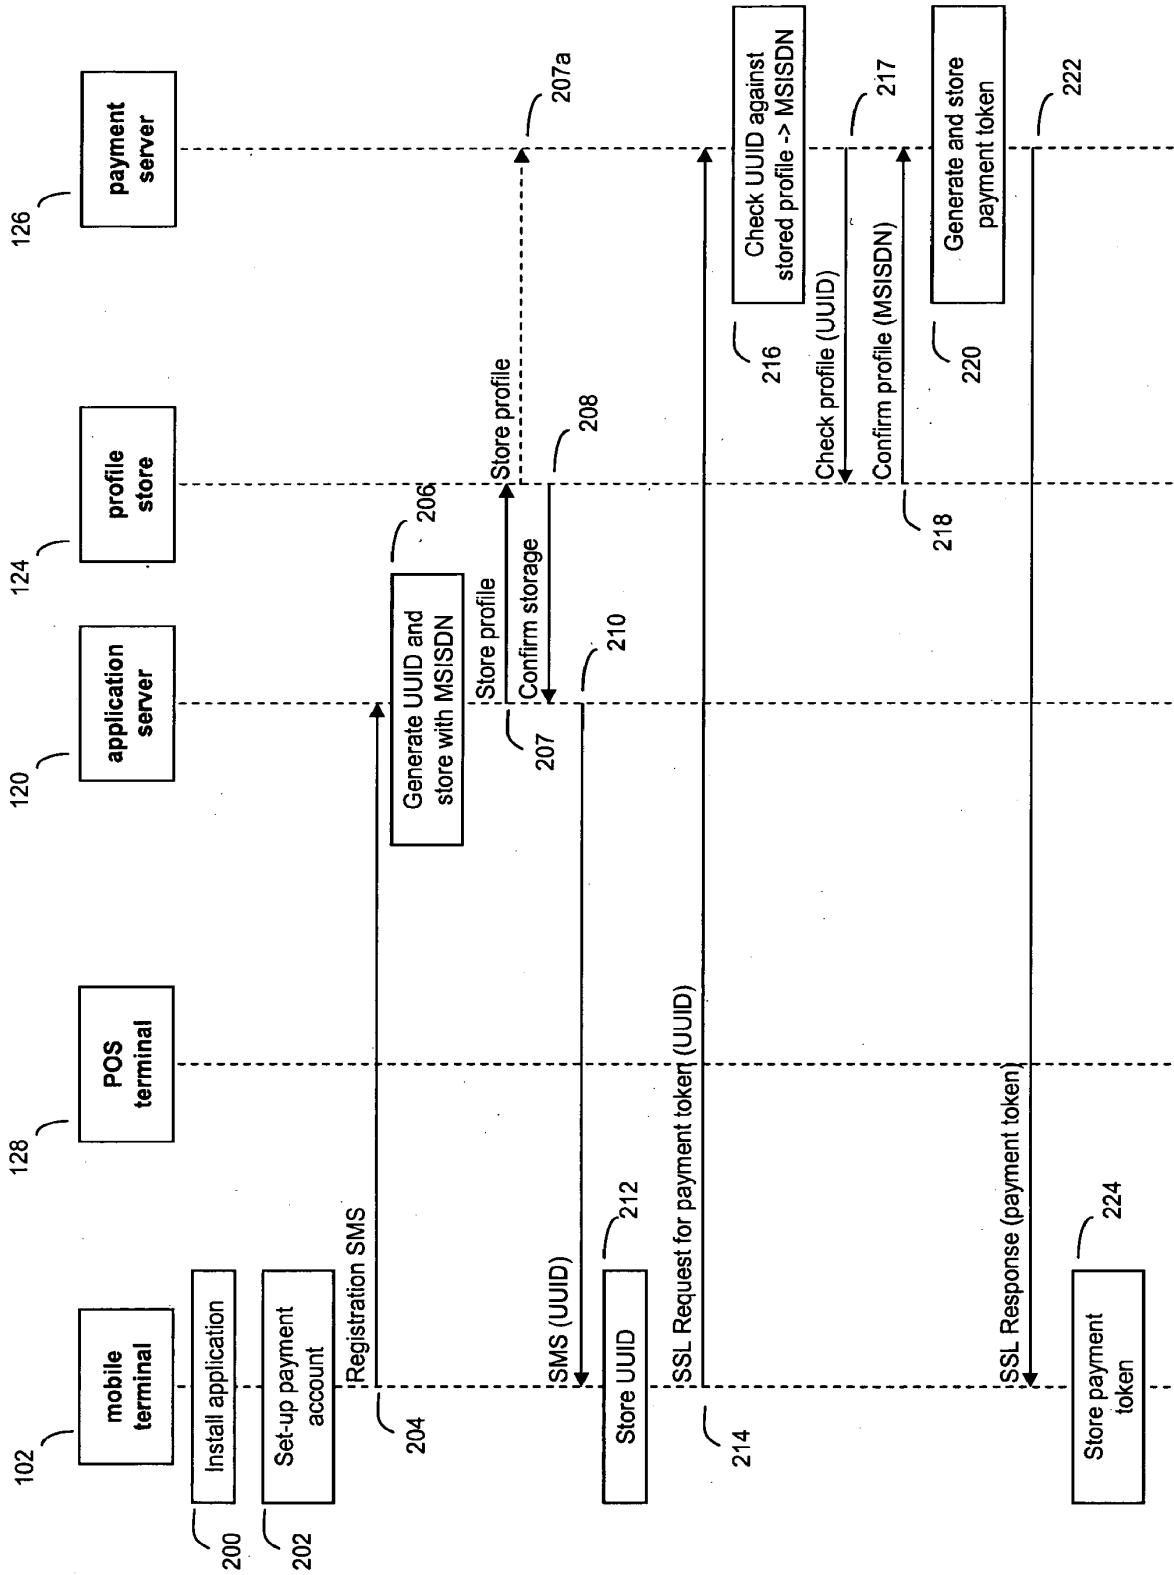 102
mobile
terminal
128
POS
terminal
120
application
server
124
profile
store
126
payment
server
200
Install application
202
Set-up payment
account
Registration SMS
204
206
Generate UUID and
store with MSISDN
Store profile
207
Store profile
207a
Confirm storage
208
SMS (UUID)
210
212
Store UUID
SSL Request for payment token (UUID)
214
216
Check UUID against
stored profile -> MSISDN
Check profile (UUID)
217
Confirm profile (MSISDN)
218
220
Generate and store
payment token
SSL Response (payment token)
222
224
Store payment
token